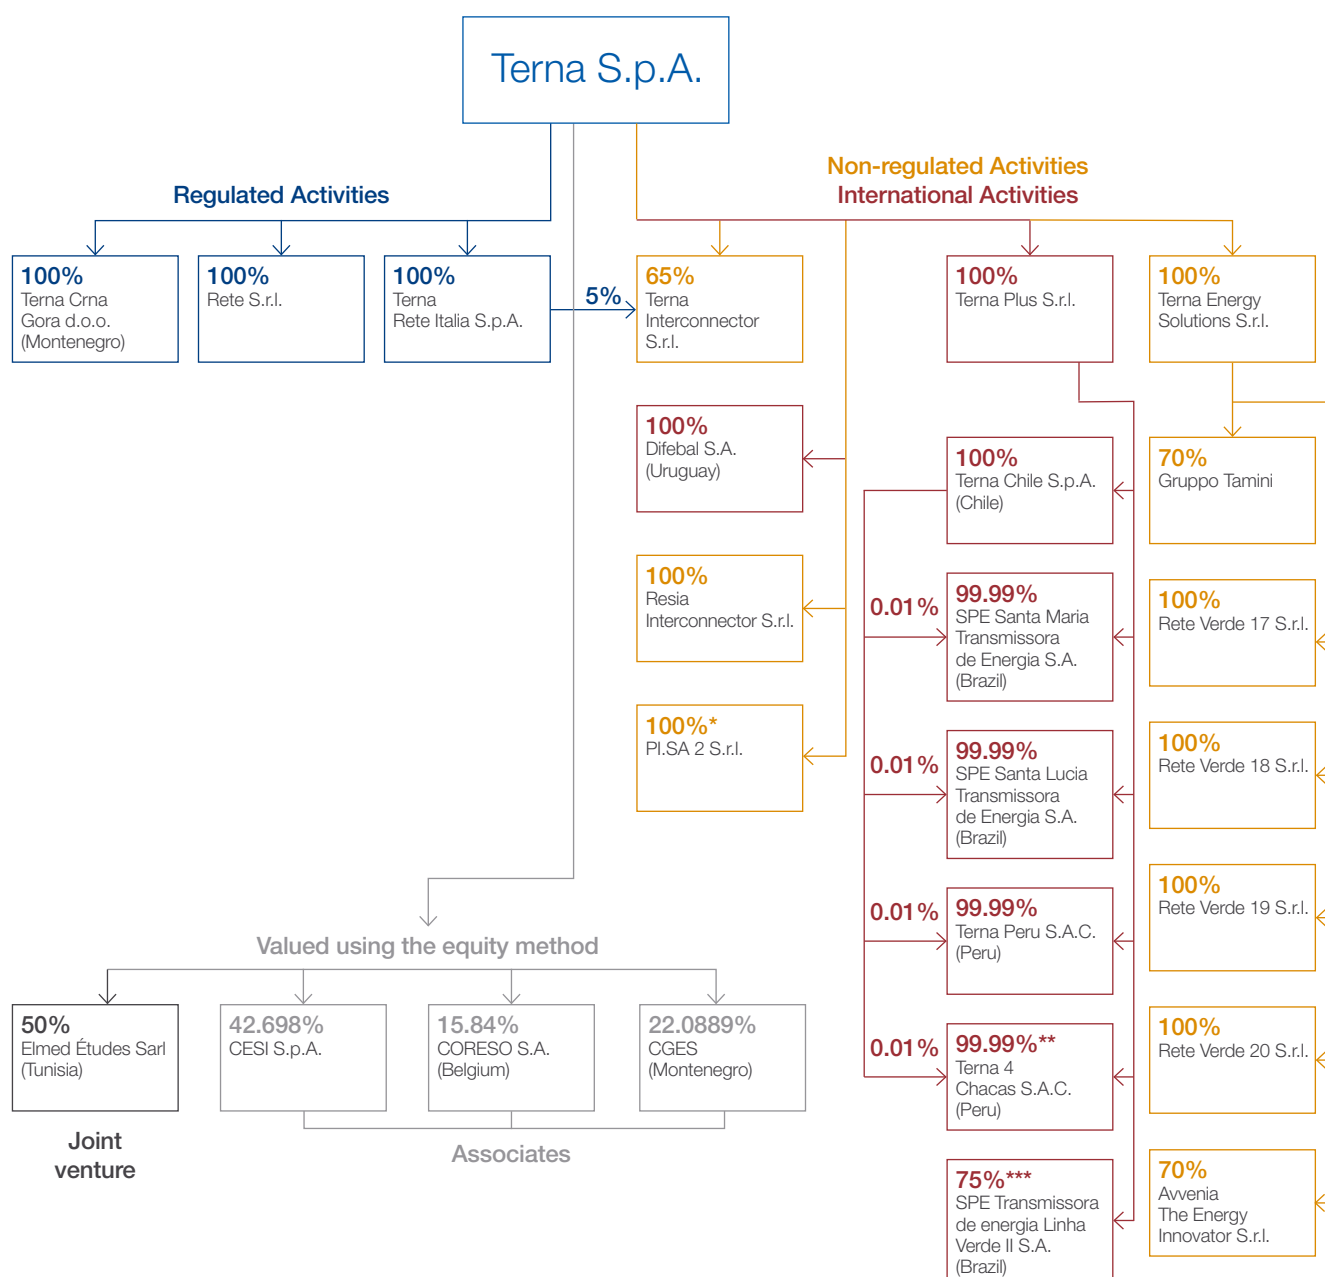 Terna S.p.A.
Non-regulated Activities
International Activities
Regulated Activities
100%
Terna Crna
Gora d.o.o.
(Montenegro)
100%
Rete S.r.l.
100%
Terna
Rete Italia S.p.A.
5%
65%
Terna
Interconnector
S.r.l.
100%
Terna Plus S.r.l.
100%
Terna Energy
Solutions S.r.l.
100%
Difebal S.A.
(Uruguay)
100%
Terna Chile S.p.A.
(Chile)
70%
Gruppo Tamini
100%
Resia
Interconnector S.r.l.
0.01%
99.99%
SPE Santa Maria
Transmissora
de Energia S.A.
(Brazil)
100%
Rete Verde 17 S.r.l.
100%*
PI.SA 2 S.r.l.
0.01%
99.99%
SPE Santa Lucia
Transmissora
de Energia S.A.
(Brazil)
100%
Rete Verde 18 S.r.l.
0.01%
99.99%
Terna Peru S.A.C.
(Peru)
100%
Rete Verde 19 S.r.l.
Valued using the equity method
50%
Elmed Études Sarl
(Tunisia)
42.698%
CESI S.p.A.
15.84%
CORESO S.A.
(Belgium)
22.0889%
CGES
(Montenegro)
0.01%
99.99%**
Terna 4
Chacas S.A.C.
(Peru)
100%
Rete Verde 20 S.r.l.
Joint
venture
Associates
75%***
SPE Transmissora
de energia Linha
Verde II S.A.
(Brazil)
70%
Avvenia
The Energy
Innovator S.r.l.